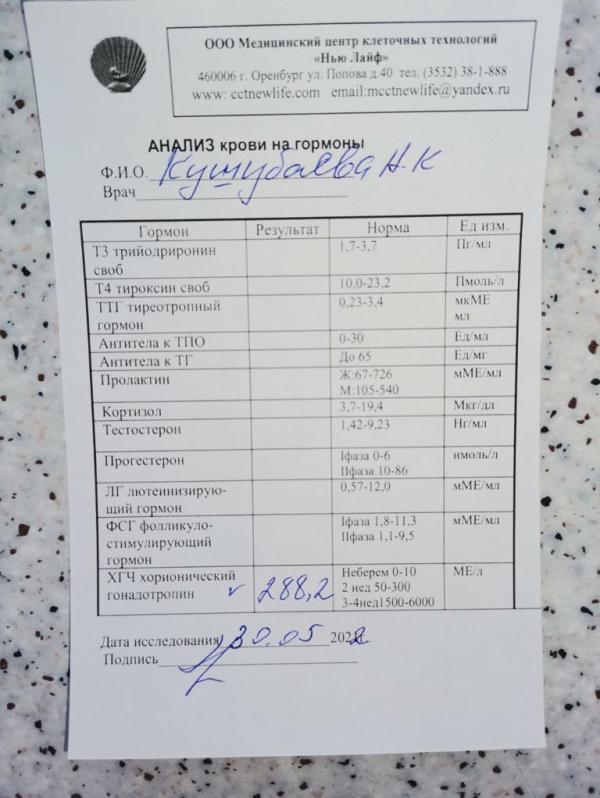 ООО Медицинский центр клеточных технологий
«Нью Лайф»
460006 г. Оренбург ул. Попова д.40 тел. (3532) 38-1-888
www: cctnewlife.com email:mcctnewlife@yandex.ru
АНАЛИЗ крови на гормоны
Ф.И.О. Кушубаева Н.К
Врач
Гормон Результат Норма Ед изм.
Т3 трийодриронин 1,7-3,7 Пг/мл
своб
Т4 тироксин своб 10,0-23,2 Пмоль/л
ТТГ тиреотропный 0,23-3,4 мкМЕ
гормон мл
Антитела к ТПО 0-30 Ед/мл
Антитела к ТГ До 65 Ед/мг
Пролактин Ж:67-726 мМЕ/мл
М:105-540
Кортизол 3,7-19,4 Мкг/дл
Тестостерон 1,42-9,23 Нг/мл
Прогестерон Iфаза 0-6 нмоль/л
IIфаза 10-86
ЛГ лютеинизирую- 0,57-12,0 мМЕ/мл
щий гормон
ФСГ фолликуло- Iфаза 1,8-11,3 мМЕ/мл
стимулирующий IIфаза 1,1-9,5
гормон
ХГЧ хорионический Неберем 0-10 МЕ/л
гонадотропин 288,2 2 нед 50-300
3-4нед1500-6000
Дата исследования 30.05 2022
Подпись